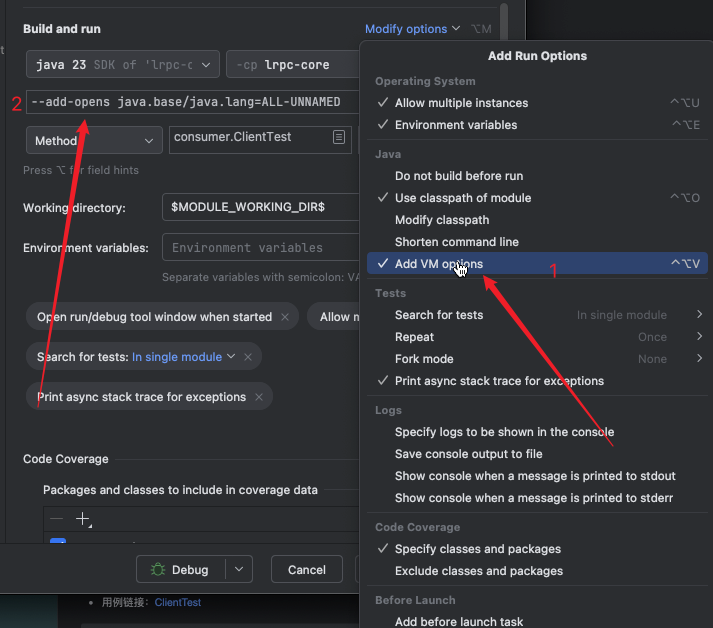 Build and run
Modify options ⌥M
java 23 SDK of 'lrpc-c
-cp lrpc-core
2
--add-opens java.base/java.lang=ALL-UNNAMED
Method
consumer.ClientTest
Press ⌥ for field hints
Working directory:
$MODULE_WORKING_DIR$
Environment variables:
Environment variables
Separate variables with semicolon: VA
Open run/debug tool window when started ×
Allow m
Search for tests: In single module ×
Print async stack trace for exceptions ×
Code Coverage
Packages and classes to include in coverage data
Debug
Cancel
用例链接: ClientTest
Add Run Options
Operating System
✓ Allow multiple instances ⌃⌥U
✓ Environment variables ⌃⌥E
Java
Do not build before run
✓ Use classpath of module ⌃⌥O
Modify classpath
Shorten command line
✓ Add VM options ⌃⌥V
1
Tests
Search for tests In single module >
Repeat Once >
Fork mode None >
✓ Print async stack trace for exceptions
Logs
Specify logs to be shown in the console
Save console output to file
Show console when a message is printed to stdout
Show console when a message is printed to stderr
Code Coverage
✓ Specify classes and packages
Exclude classes and packages
Before Launch
Add before launch task